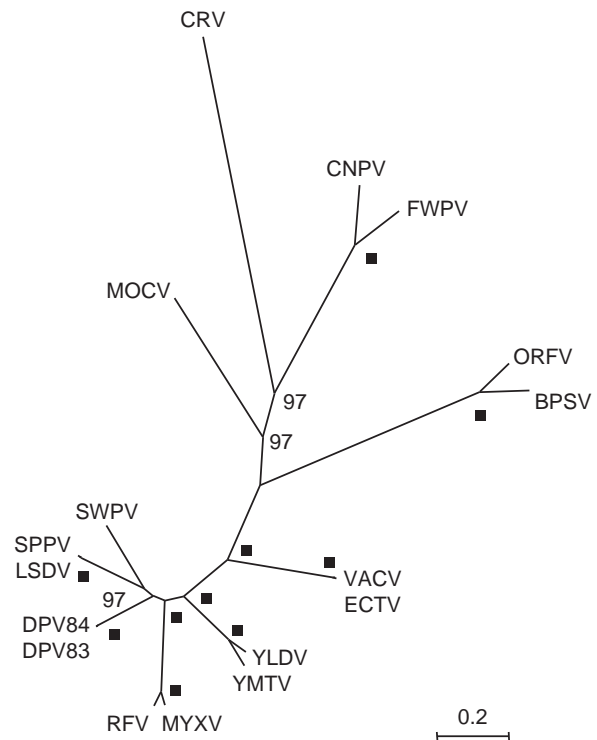 CRV
CNPV
FWPV
MOCV
ORFV
BPSV
97
97
SWPV
SPPV
LSDV
97
DPV84
DPV83
VACV
ECTV
YLDV
YMTV
RFV MYXV
0.2